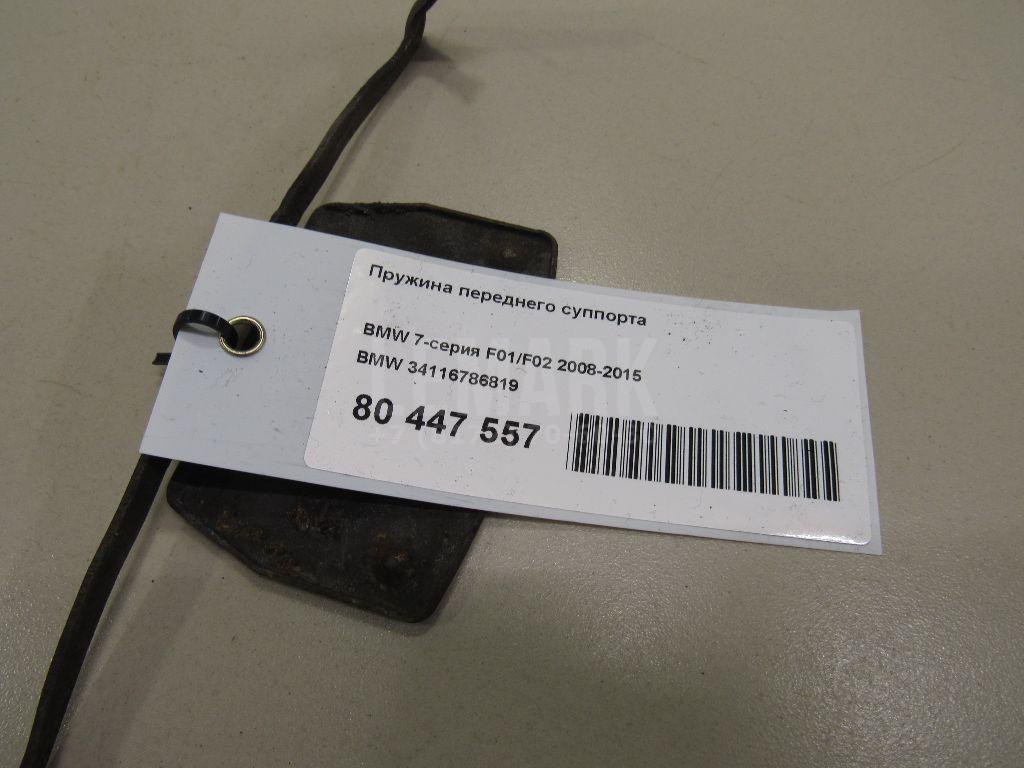 Пружина переднего суппорта
BMW 7-серия F01/F02 2008-2015
BMW 34116786819
80 447 557